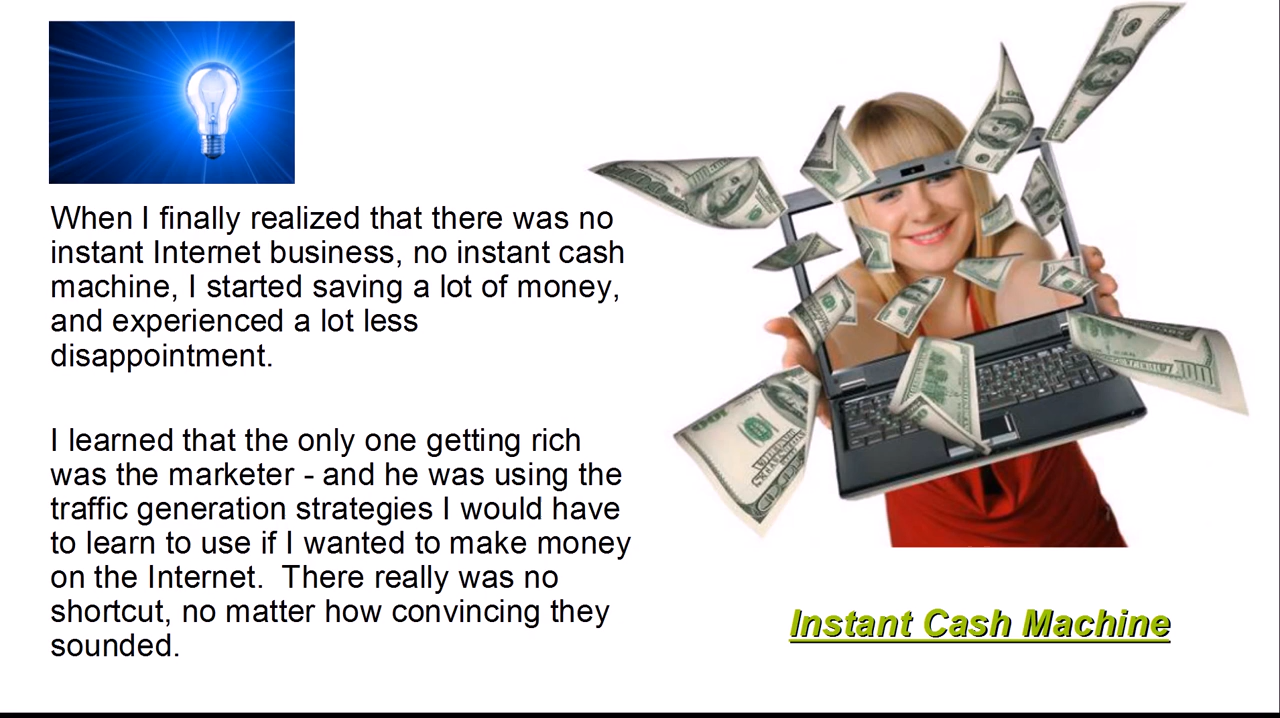 When I finally realized that there was no
instant Internet business, no instant cash
machine, I started saving a lot of money,
and experienced a lot less
disappointment.
I learned that the only one getting rich
was the marketer - and he was using the
traffic generation strategies I would have
to learn to use if I wanted to make money
on the Internet.  There really was no
shortcut, no matter how convincing they
sounded.
Instant Cash Machine